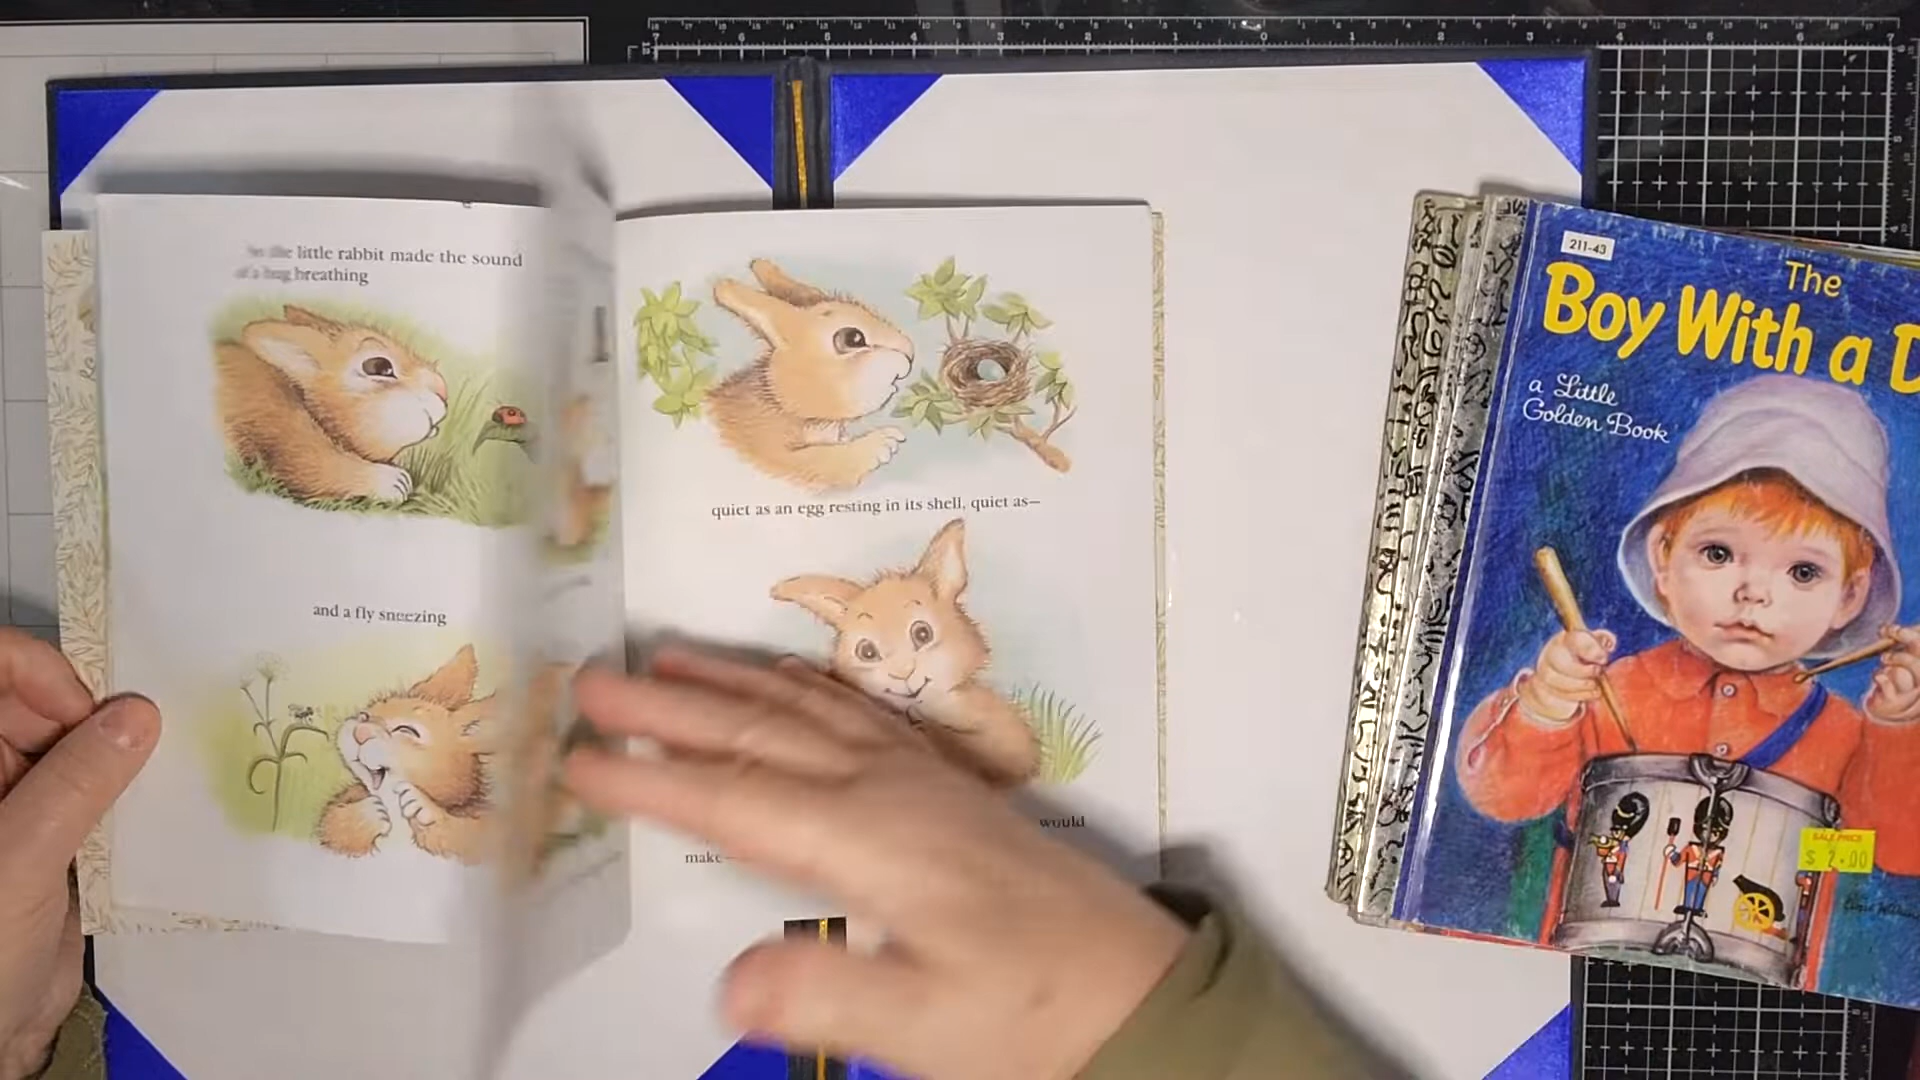 little rabbit made the sound
breathing
and a fly sneezing
quiet as an egg resting in its shell, quiet as—
would
make—
211-43
The
Boy With a D
a Little
Golden Book
SALE PRICE
$ 2.00